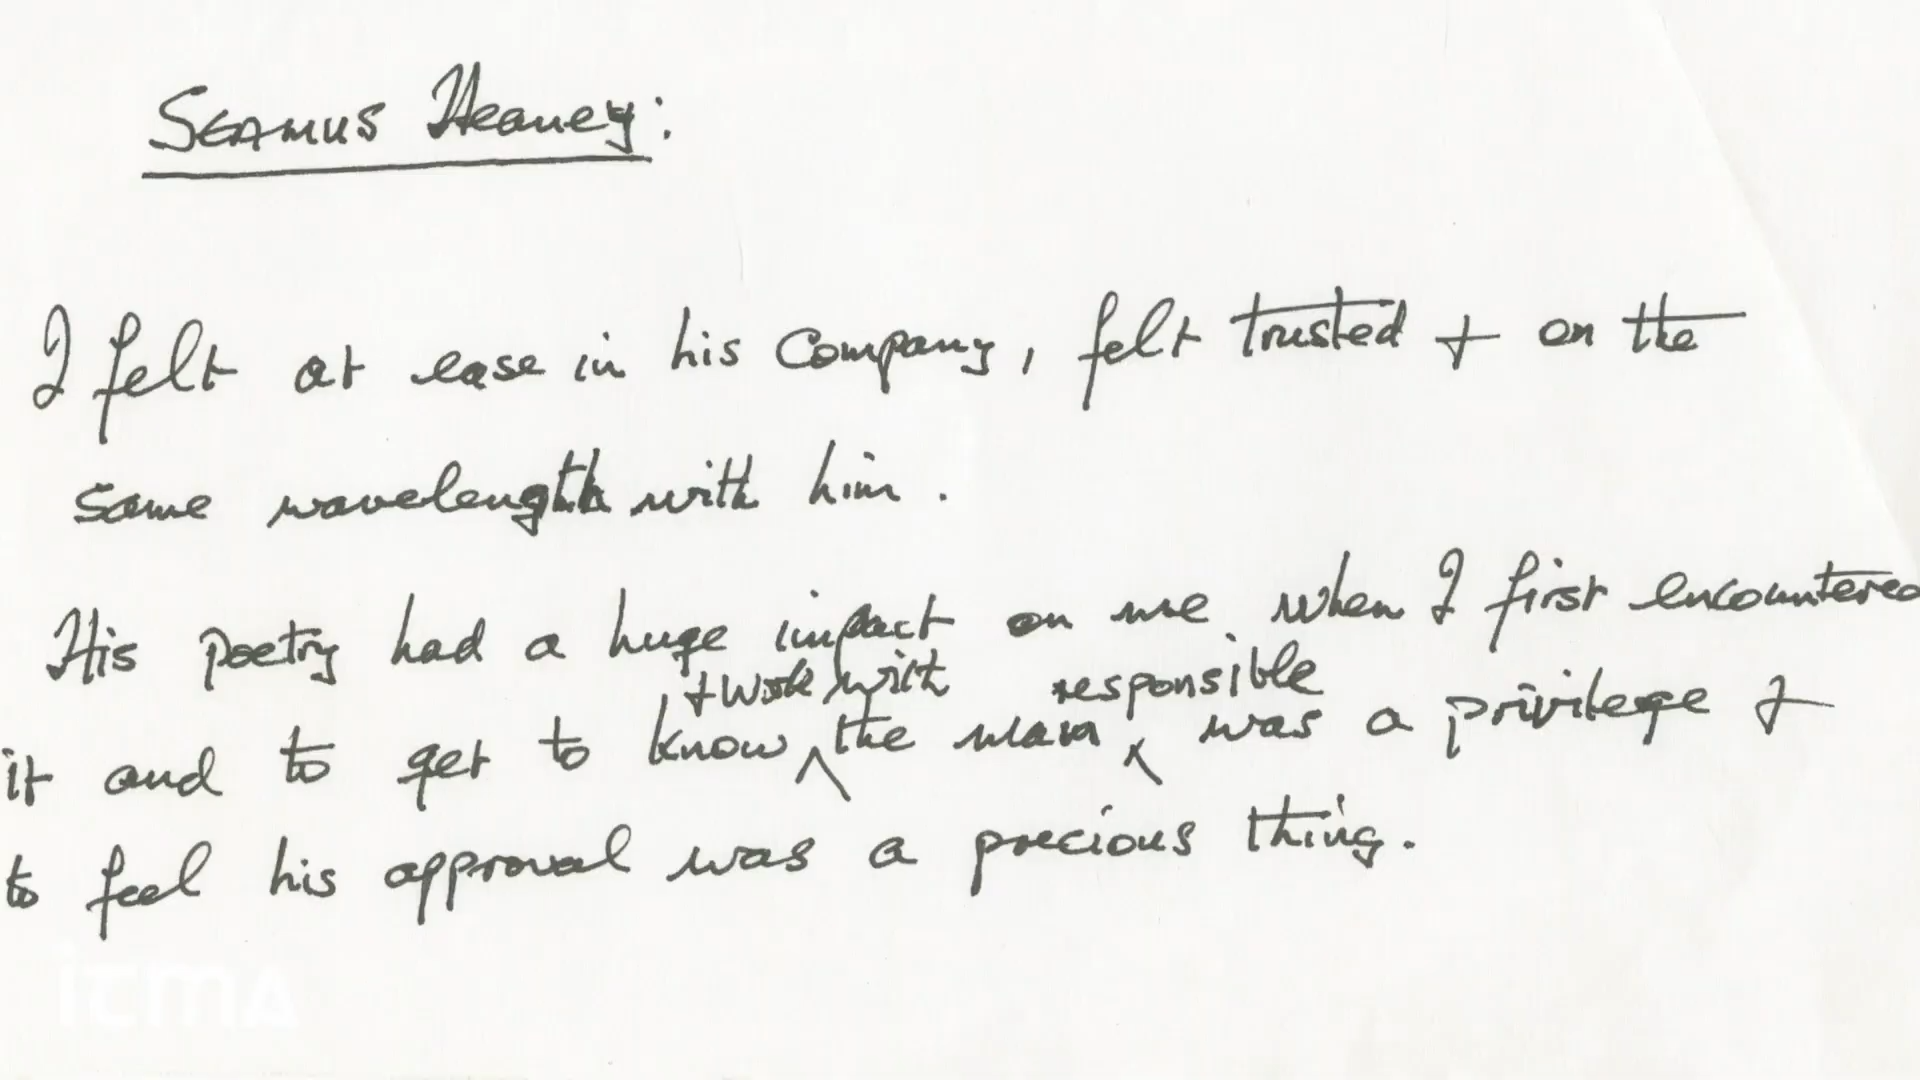 SEAMUS Heaney:
I felt at ease in his Company, felt trusted + on the
same wavelength with him.
His poetry had a huge impact on me when I first encountered
+ work with responsible
it and to get to know ^ the man ^ was a privilege +
to feel his approval was a precious thing.
ITMA